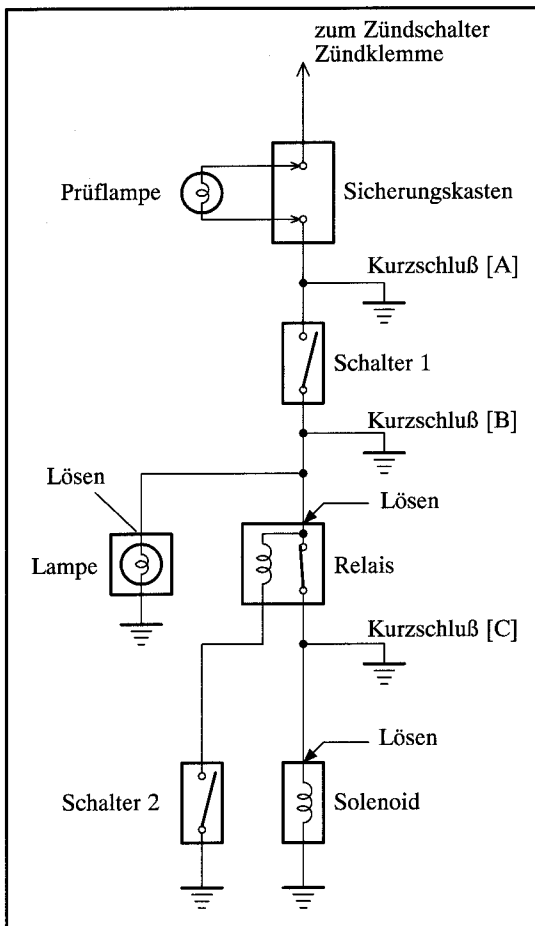 zum Zündschalter
Zündklemme
Prüflampe
Sicherungskasten
Kurzschluß [A]
Schalter 1
Kurzschluß [B]
Lösen
Lösen
Lampe
Relais
Kurzschluß [C]
Lösen
Schalter 2
Solenoid